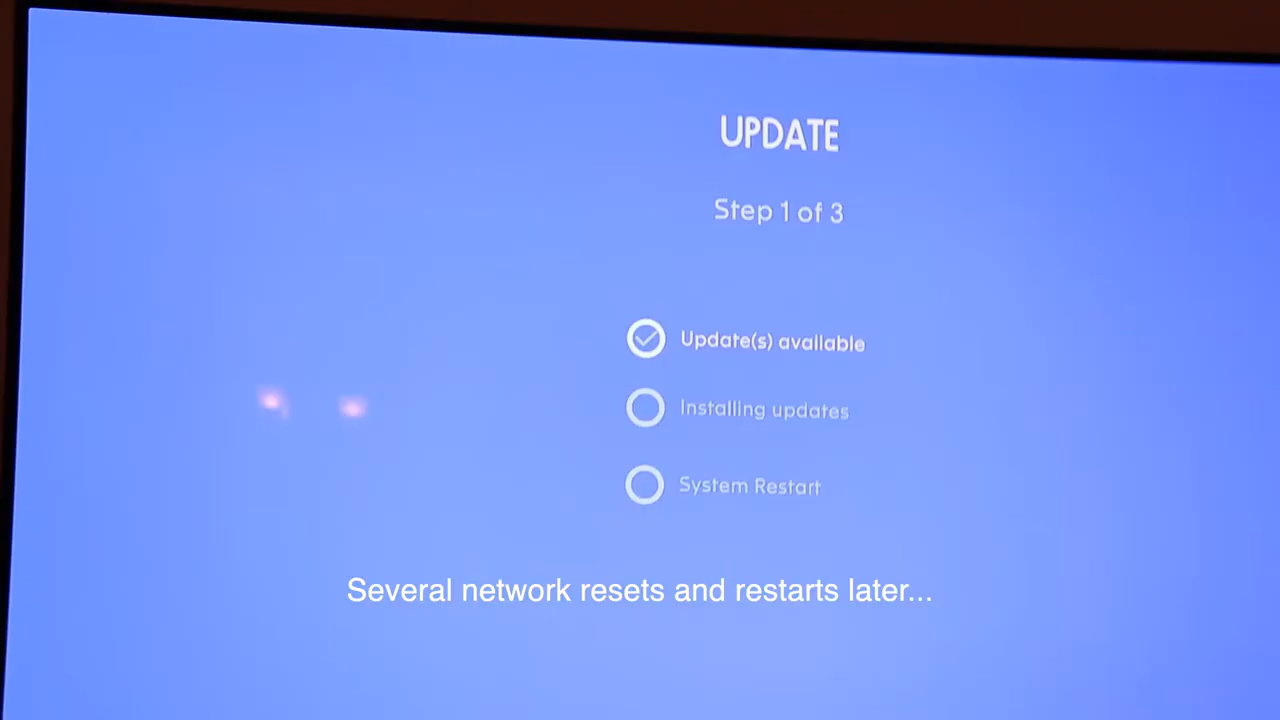 UPDATE
Step 1 of 3
Update(s) available
Installing updates
System Restart
Several network resets and restarts later...